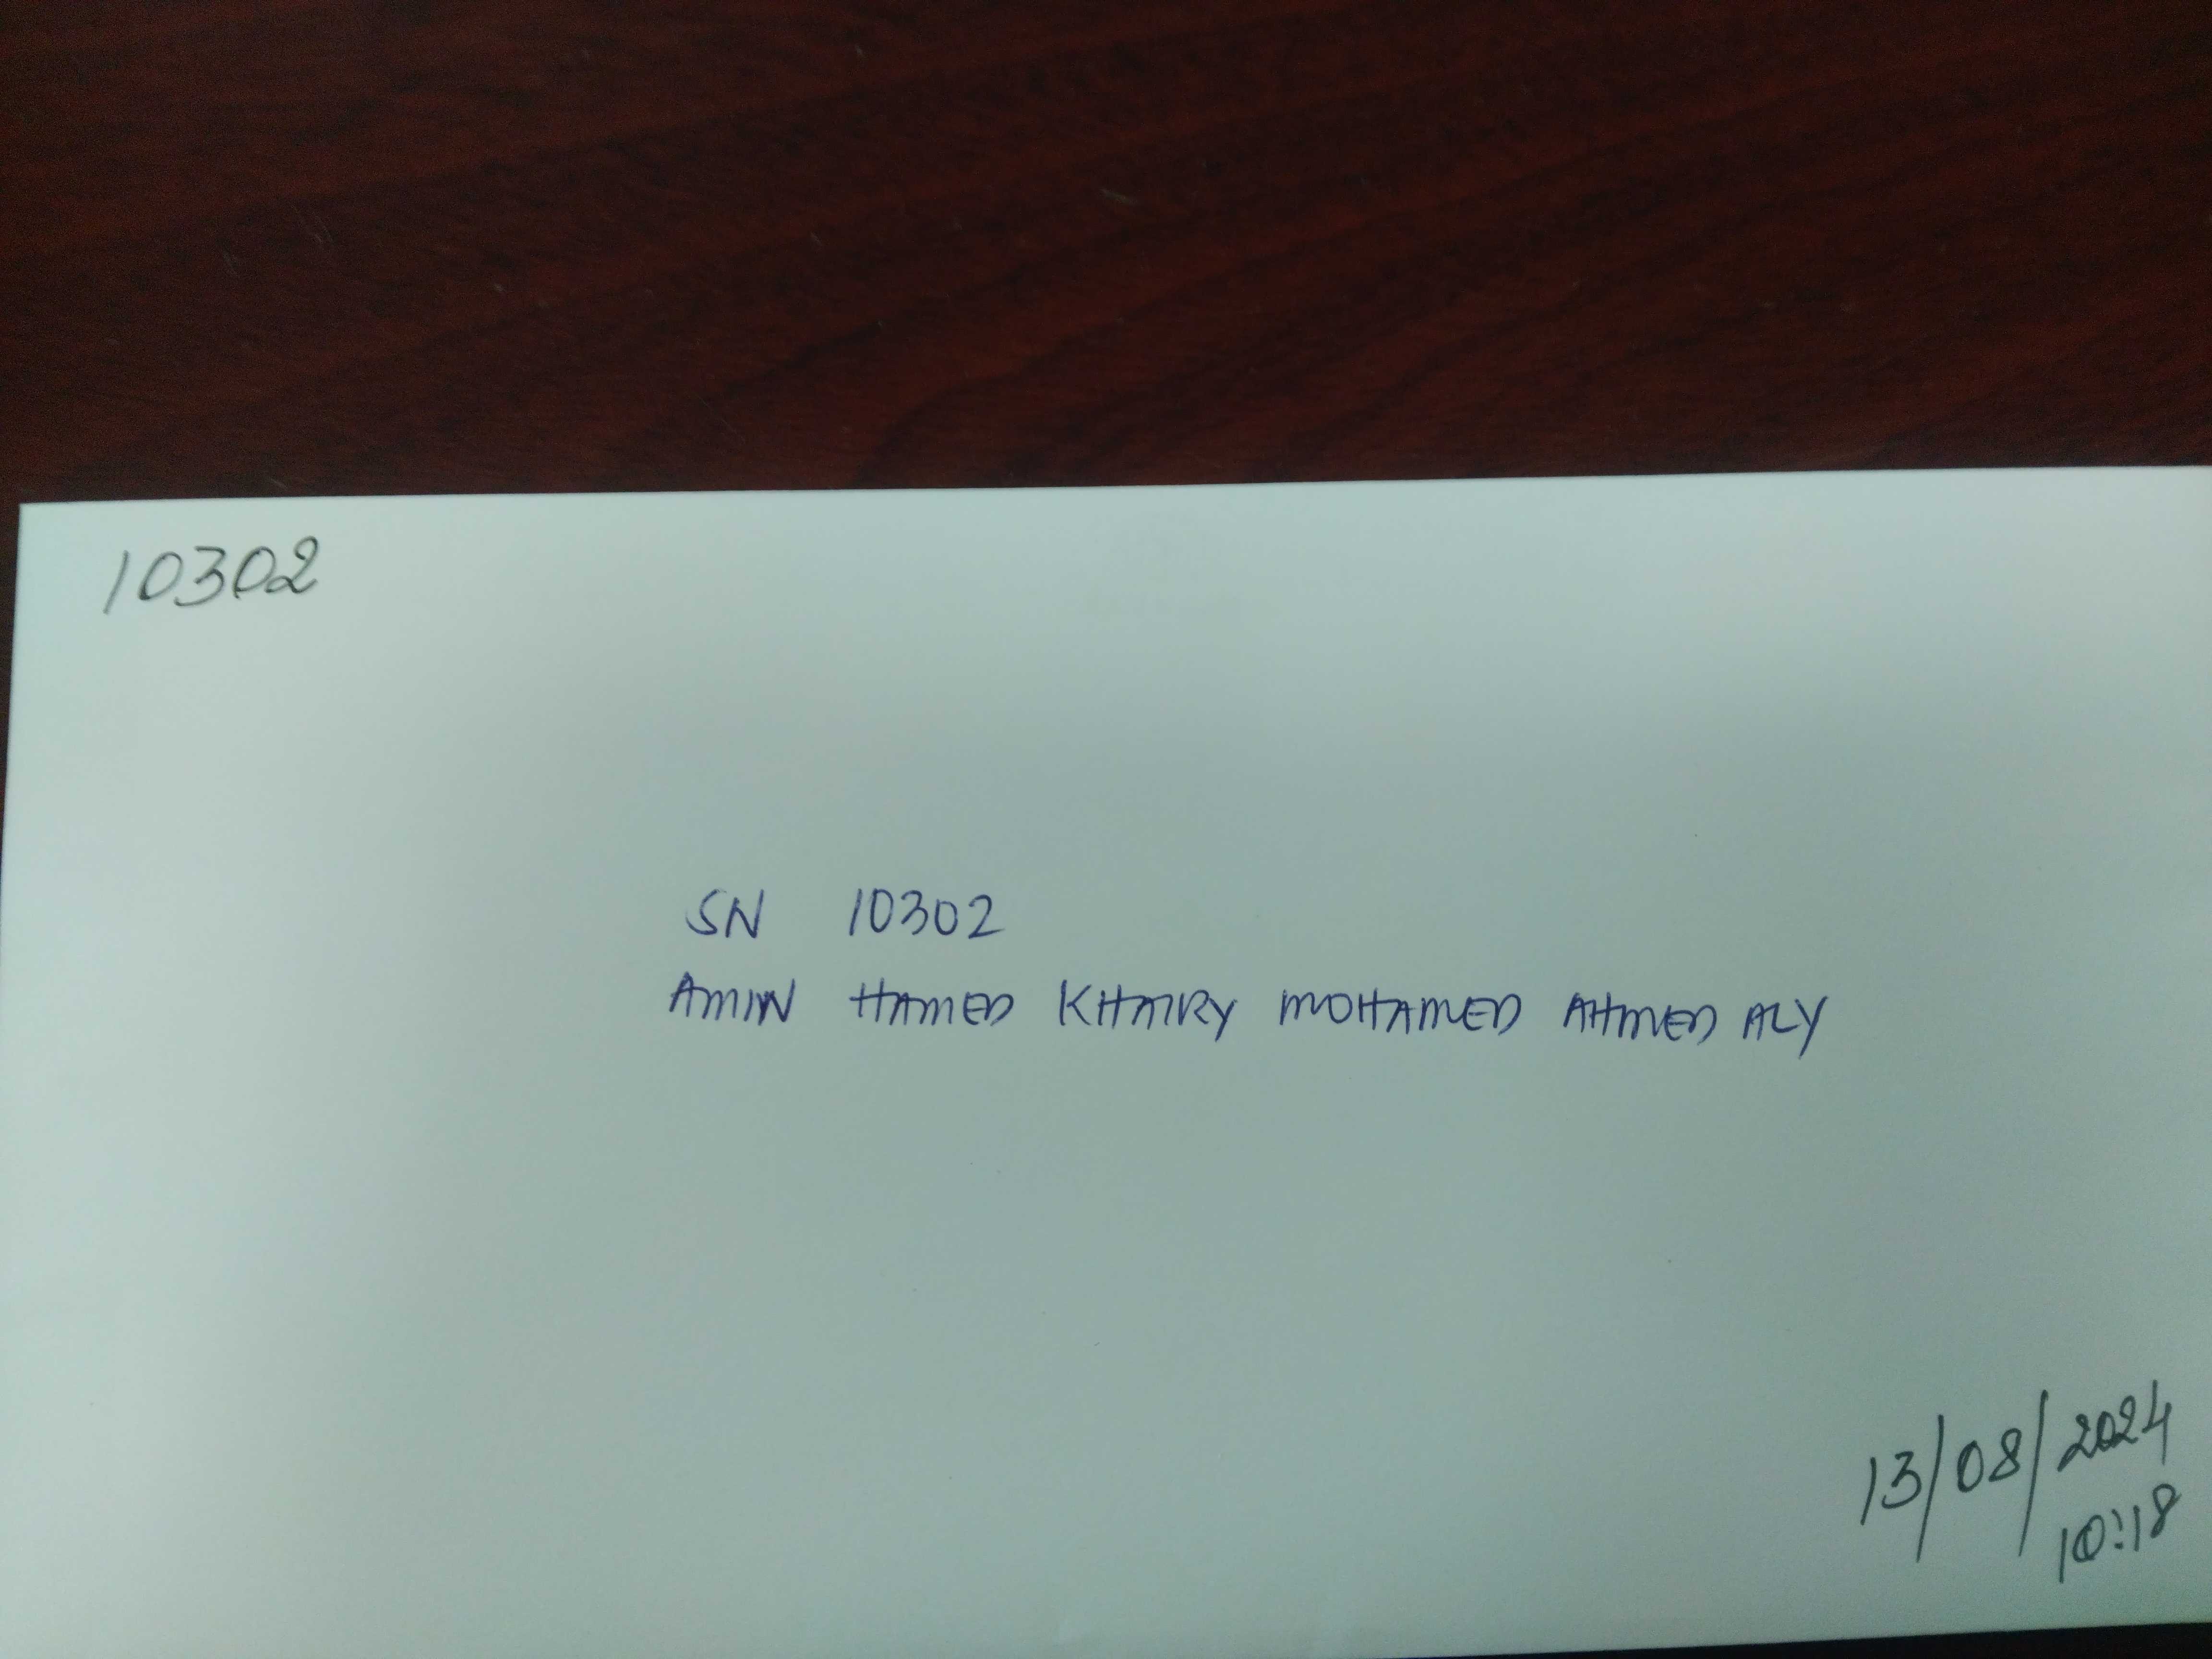 10302
SN 10302
AMIN HAMED KHAIRY MOHAMED AHMED ALY
13/08/2024
10:18